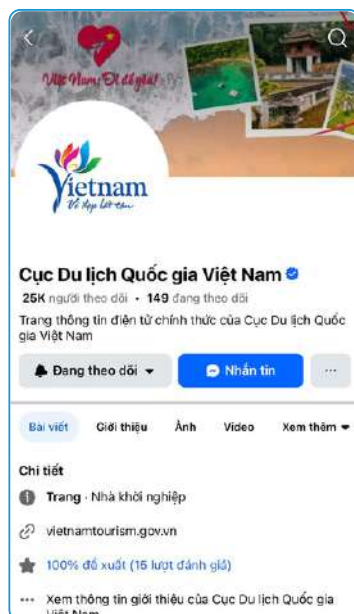 Việt Nam: Đi để yêu!
Vietnam
Vẻ đẹp bất tận
Cục Du lịch Quốc gia Việt Nam
25K người theo dõi • 149 đang theo dõi
Trang thông tin điện tử chính thức của Cục Du lịch Quốc
gia Việt Nam
Đang theo dõi
Nhắn tin
Bài viết Giới thiệu Ảnh Video Xem thêm
Chi tiết
Trang · Nhà khởi nghiệp
vietnamtourism.gov.vn
100% đề xuất (15 lượt đánh giá)
Xem thông tin giới thiệu của Cục Du lịch Quốc gia
Việt Nam